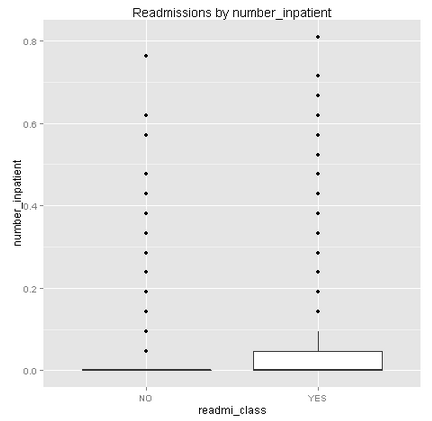 Readmissions by number_inpatient
number_inpatient
0.8
0.6
0.4
0.2
0.0
NO
YES
readmi_class